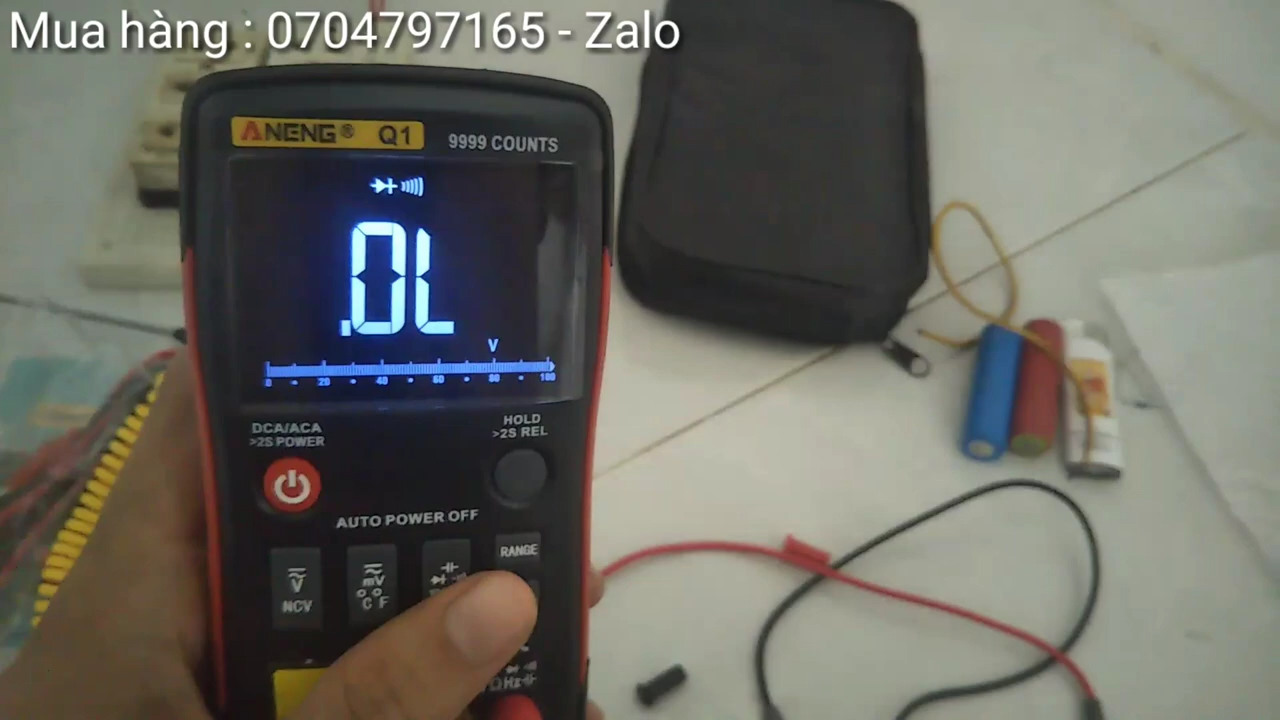 Mua hàng : 0704797165 - Zalo
ANENG® Q1
9999 COUNTS
.0L
V
0 20 40 60 80 100
DCA/ACA
>2S POWER
HOLD
>2S REL
AUTO POWER OFF
RANGE
V
NCV
mV
°C °F
Hz